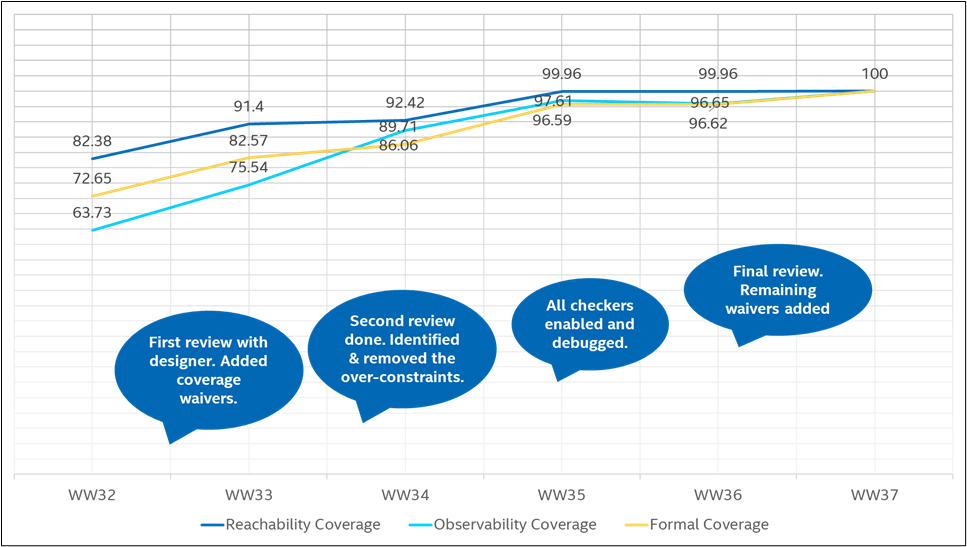 99.96
99.96
100
91.4
92.42
97.61
96.65
82.38
82.57
89.71
96.59
96.62
72.65
75.54
86.06
63.73
First review with
designer. Added
coverage
waivers.
Second review
done. Identified
& removed the
over-constraints.
All checkers
enabled and
debugged.
Final review.
Remaining
waivers added
WW32
WW33
WW34
WW35
WW36
WW37
Reachability Coverage
Observability Coverage
Formal Coverage